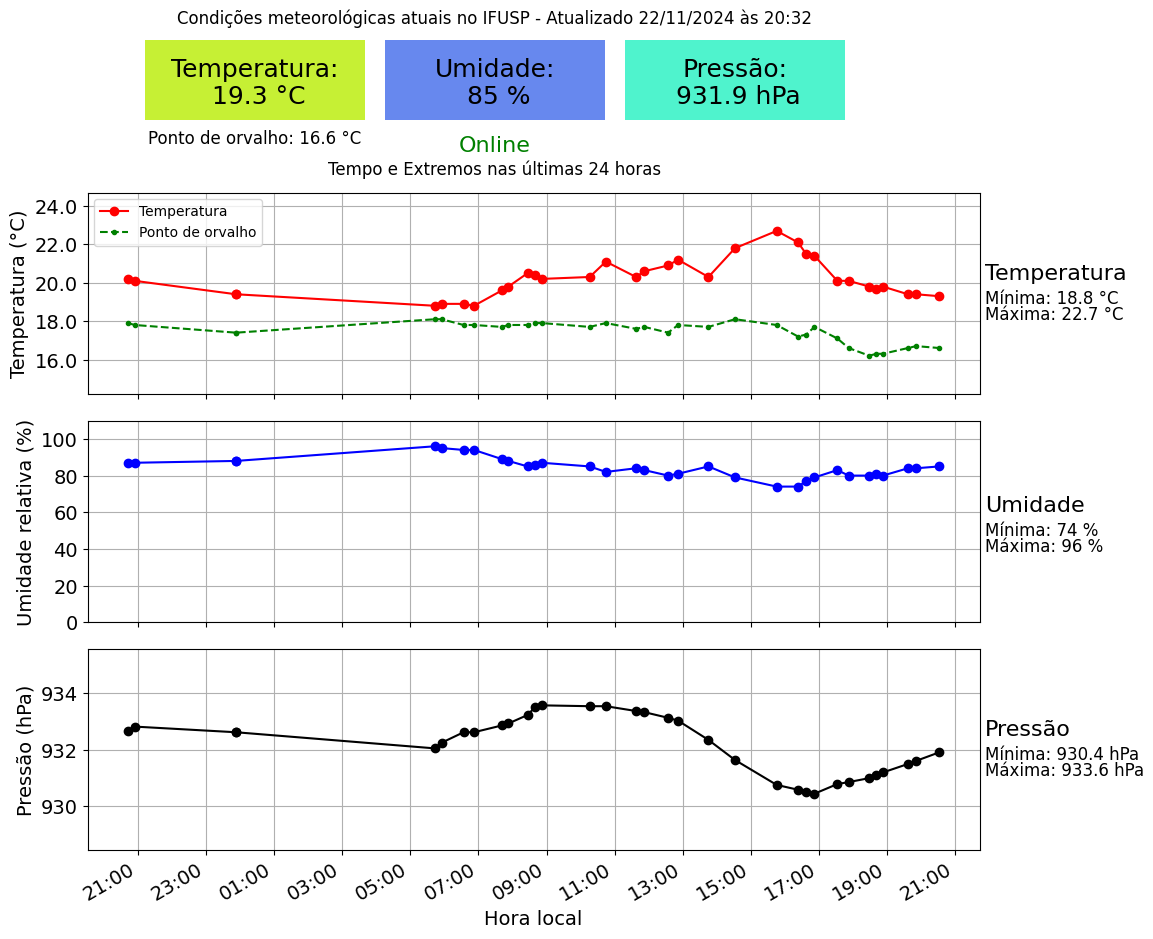 Condições meteorológicas atuais no IFUSP - Atualizado 22/11/2024 às 20:32
Temperatura:
19.3 °C
Umidade:
85 %
Pressão:
931.9 hPa
Ponto de orvalho: 16.6 °C
Online
Tempo e Extremos nas últimas 24 horas
Temperatura (°C)
24.0
22.0
20.0
18.0
16.0
Temperatura
Ponto de orvalho
Temperatura
Mínima: 18.8 °C
Máxima: 22.7 °C
Umidade relativa (%)
100
80
60
40
20
0
Umidade
Mínima: 74 %
Máxima: 96 %
Pressão (hPa)
934
932
930
Pressão
Mínima: 930.4 hPa
Máxima: 933.6 hPa
21:00
23:00
01:00
03:00
05:00
07:00
09:00
11:00
13:00
15:00
17:00
19:00
21:00
Hora local